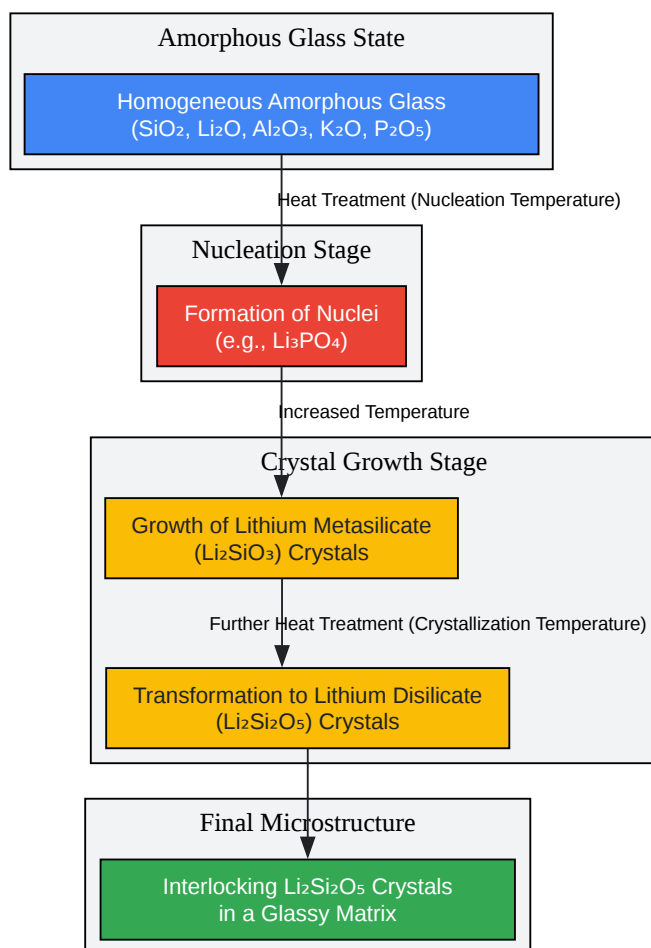 Amorphous Glass State
Homogeneous Amorphous Glass
(SiO₂, Li₂O, Al₂O₃, K₂O, P₂O₅)
Heat Treatment (Nucleation Temperature)
Nucleation Stage
Formation of Nuclei
(e.g., Li₃PO₄)
Increased Temperature
Crystal Growth Stage
Growth of Lithium Metasilicate
(Li₂SiO₃) Crystals
Further Heat Treatment (Crystallization Temperature)
Transformation to Lithium Disilicate
(Li₂Si₂O₅) Crystals
Final Microstructure
Interlocking Li₂Si₂O₅ Crystals
in a Glassy Matrix